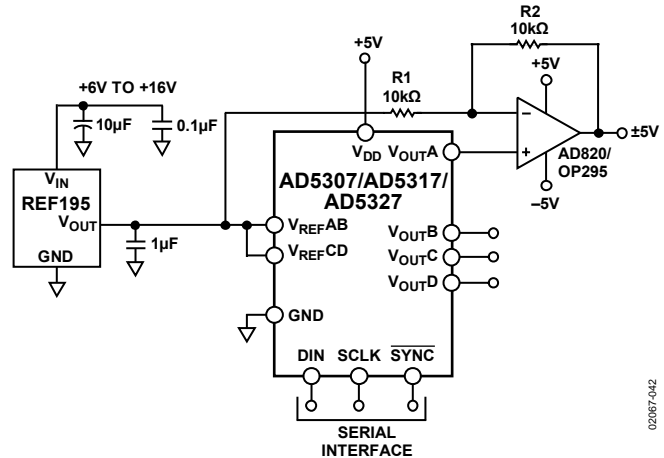 R2
10kΩ
+5V
R1
10kΩ
+5V
+6V TO +16V
10µF
0.1µF
±5V
AD820/
OP295
–5V
VDD
VOUTA
VIN
REF195
VOUT
GND
1µF
AD5307/AD5317/
AD5327
VREFAB
VREFCD
VOUTB
VOUTC
VOUTD
GND
DIN SCLK SYNC
SERIAL
INTERFACE
02067-042